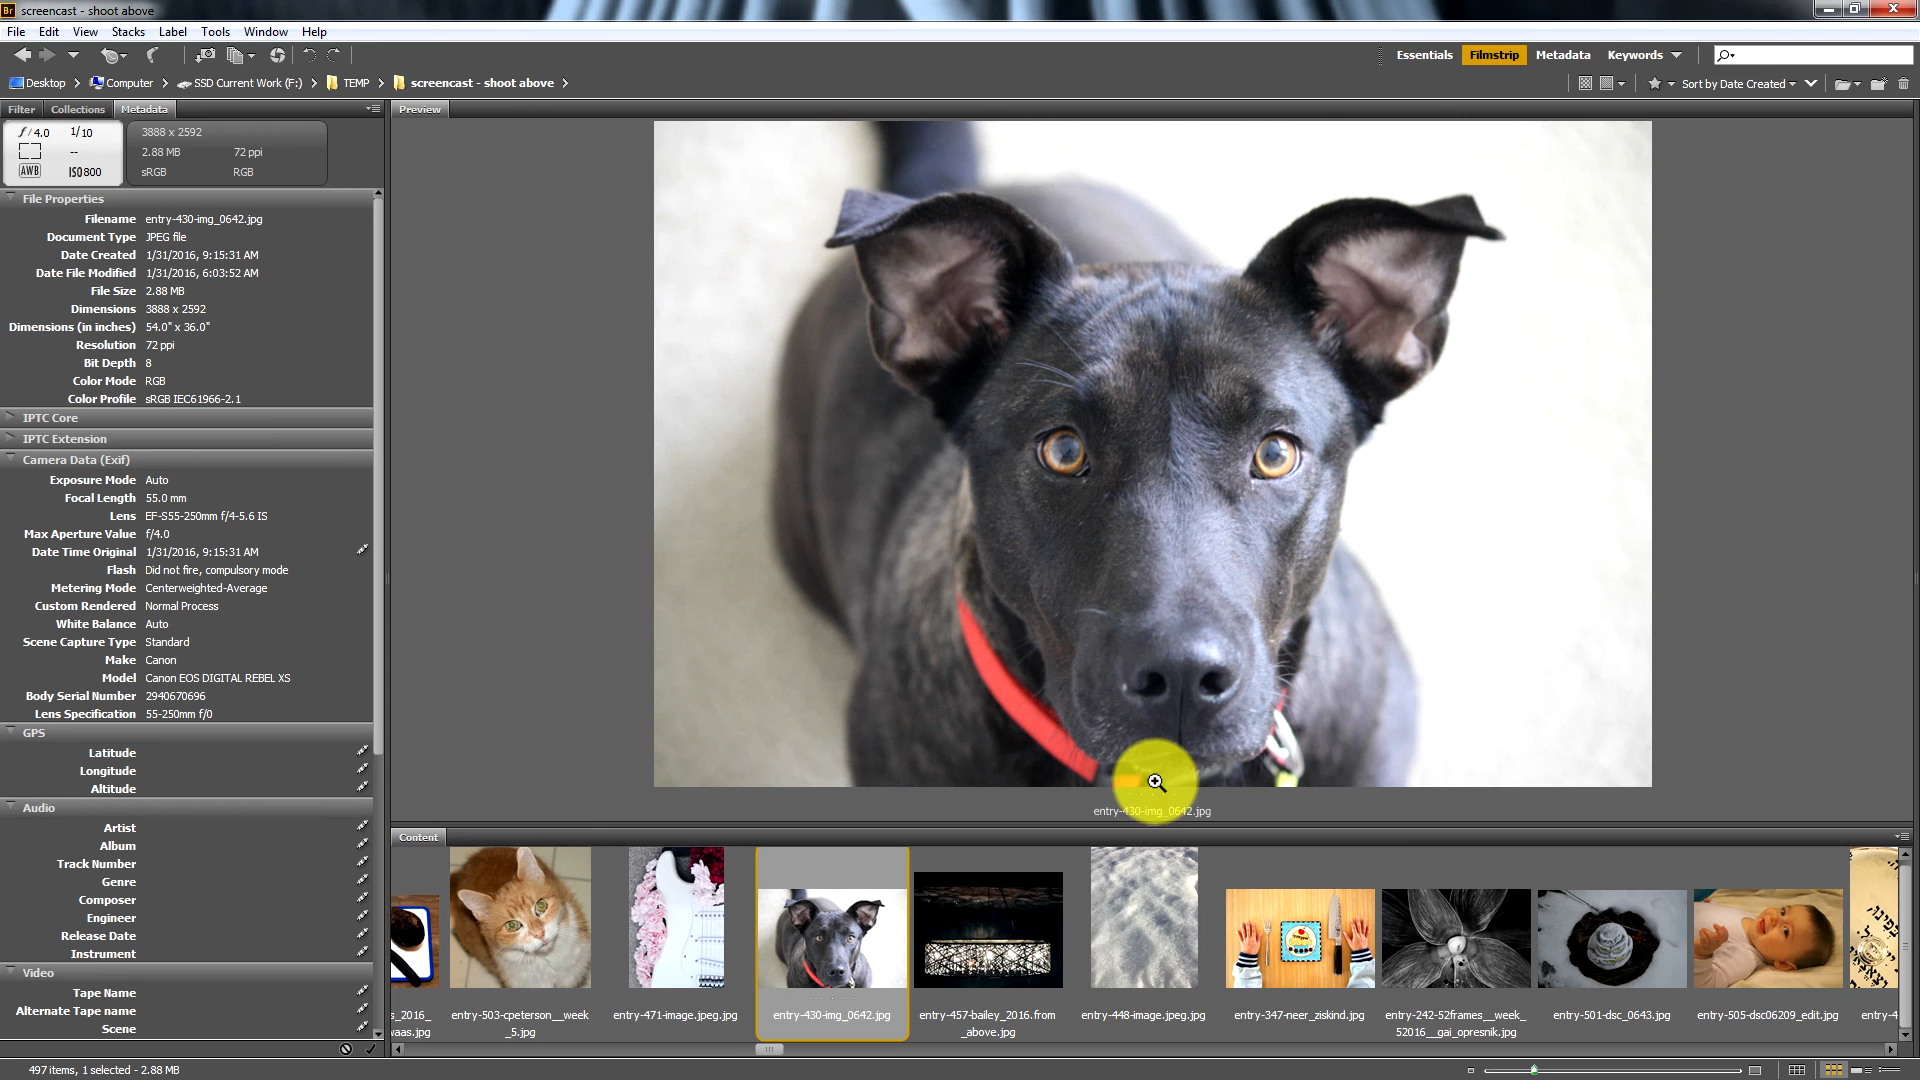 Br screencast - shoot above
File Edit View Stacks Label Tools Window Help
Essentials Filmstrip Metadata Keywords
Desktop Computer SSD Current Work (F:) TEMP screencast - shoot above
Sort by Date Created
Filter Collections Metadata
Preview
f/4.0 1/10
--
AWB ISO800
3888 x 2592
2.88 MB 72 ppi
sRGB RGB
File Properties
Filename entry-430-img_0642.jpg
Document Type JPEG file
Date Created 1/31/2016, 9:15:31 AM
Date File Modified 1/31/2016, 6:03:52 AM
File Size 2.88 MB
Dimensions 3888 x 2592
Dimensions (in inches) 54.0" x 36.0"
Resolution 72 ppi
Bit Depth 8
Color Mode RGB
Color Profile sRGB IEC61966-2.1
IPTC Core
IPTC Extension
Camera Data (Exif)
Exposure Mode Auto
Focal Length 55.0 mm
Lens EF-S55-250mm f/4-5.6 IS
Max Aperture Value f/4.0
Date Time Original 1/31/2016, 9:15:31 AM
Flash Did not fire, compulsory mode
Metering Mode Centerweighted-Average
Custom Rendered Normal Process
White Balance Auto
Scene Capture Type Standard
Make Canon
Model Canon EOS DIGITAL REBEL XS
Body Serial Number 2940670696
Lens Specification 55-250mm f/0
GPS
Latitude
Longitude
Altitude
Audio
Artist
Album
Track Number
Genre
Composer
Engineer
Release Date
Instrument
Video
Tape Name
Alternate Tape name
Scene
entry-430-img_0642.jpg
Content
s_2016_
waas.jpg
entry-503-cpeterson__week
_5.jpg
entry-471-image.jpeg.jpg
entry-430-img_0642.jpg
entry-457-bailey_2016.from
_above.jpg
entry-448-image.jpeg.jpg
entry-347-neer_ziskind.jpg
entry-242-52frames__week_
52016__gai_opresnik.jpg
entry-501-dsc_0643.jpg
entry-505-dsc06209_edit.jpg
entry-4
497 items, 1 selected - 2.88 MB